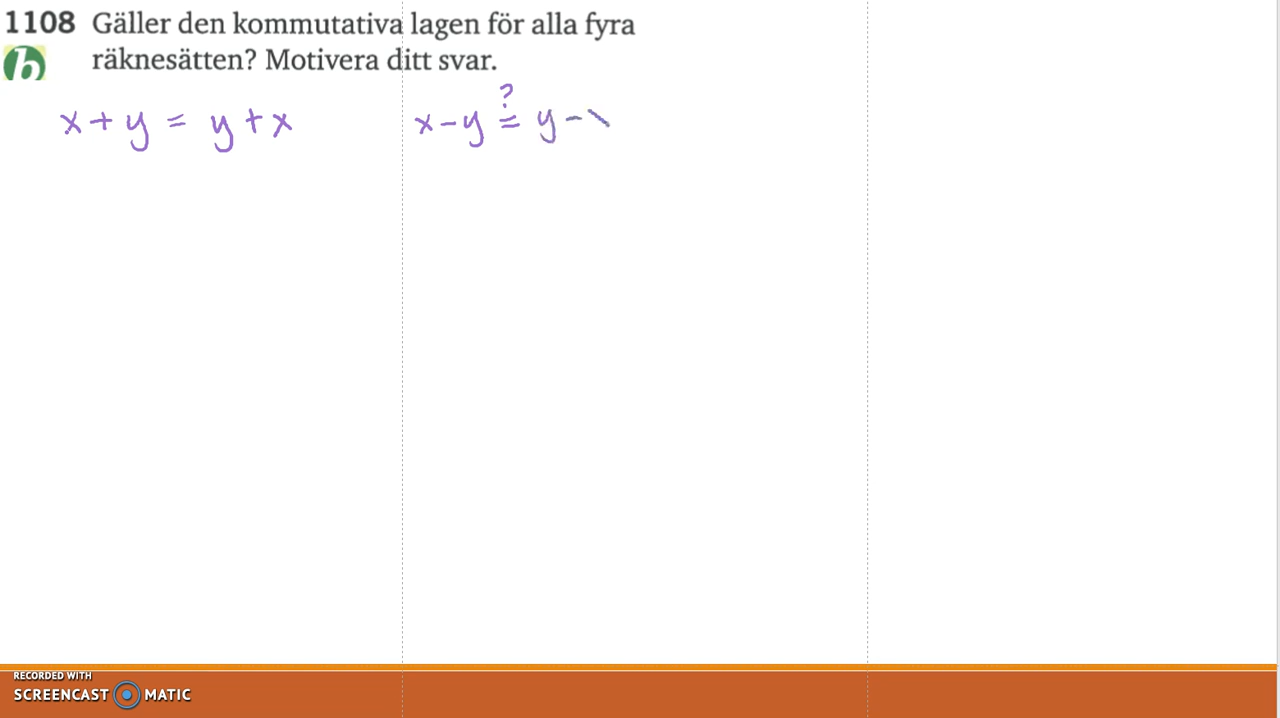 1108 Gäller den kommutativa lagen för alla fyra
b räknesätten? Motivera ditt svar.
?
x + y = y + x x - y = y -
RECORDED WITH
SCREENCAST MATIC